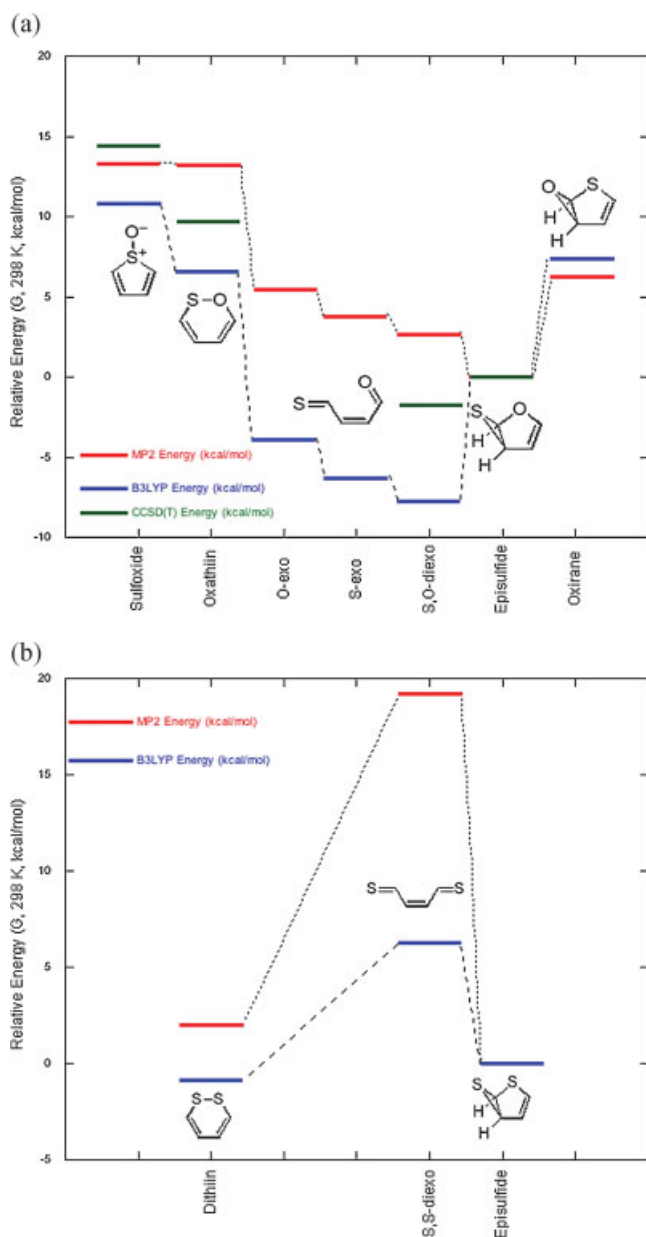 (a)
20
15
10
5
0
-5
-10
Relative Energy (G, 298 K, kcal/mol)
O–
S+
S–O
O
S
S
O
H
H
O
S
H
H
MP2 Energy (kcal/mol)
B3LYP Energy (kcal/mol)
CCSD(T) Energy (kcal/mol)
Sulfoxide
Oxathiin
O-exo
S-exo
S,O-diexo
Episulfide
Oxirane
(b)
20
15
10
5
0
-5
Relative Energy (G, 298 K, kcal/mol)
MP2 Energy (kcal/mol)
B3LYP Energy (kcal/mol)
S
S
S–S
S
S
H
H
Dithiin
S,S-diexo
Episulfide